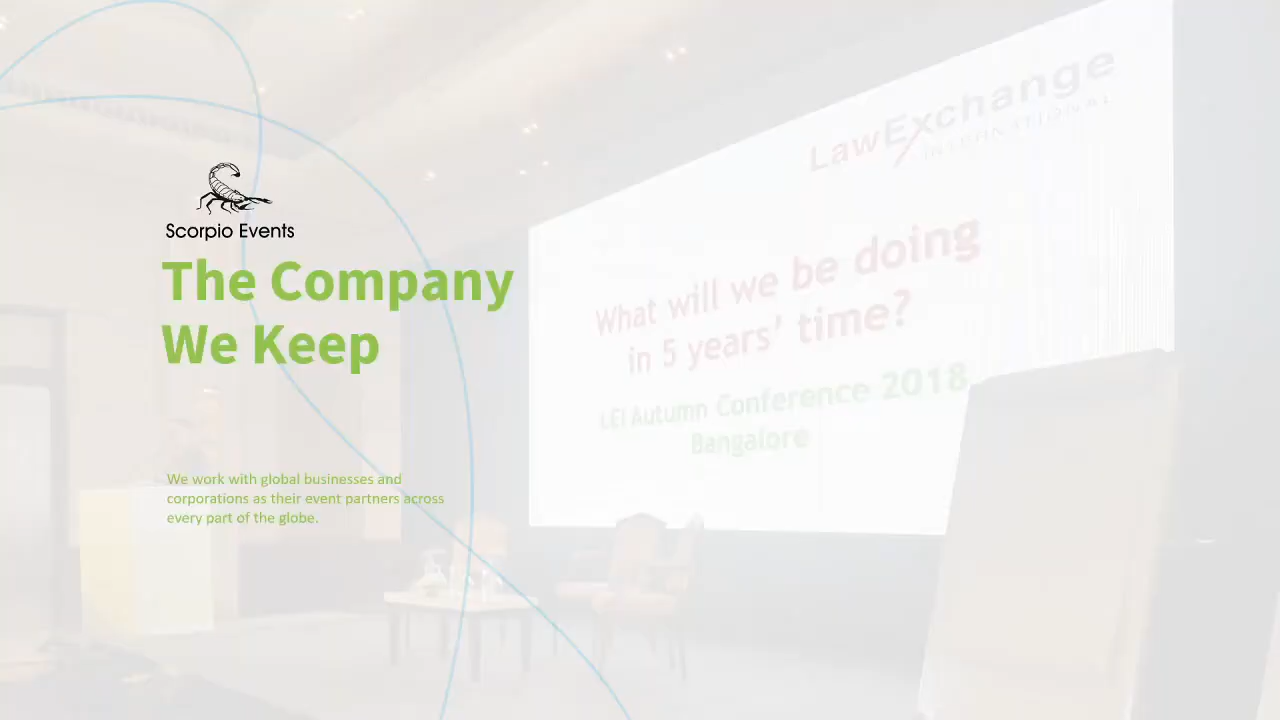 Scorpio Events
The Company
We Keep
We work with global businesses and
corporations as their event partners across
every part of the globe.
LawExchange
INTERNATIONAL
What will we be doing
in 5 years' time?
LEI Autumn Conference 2018
Bangalore